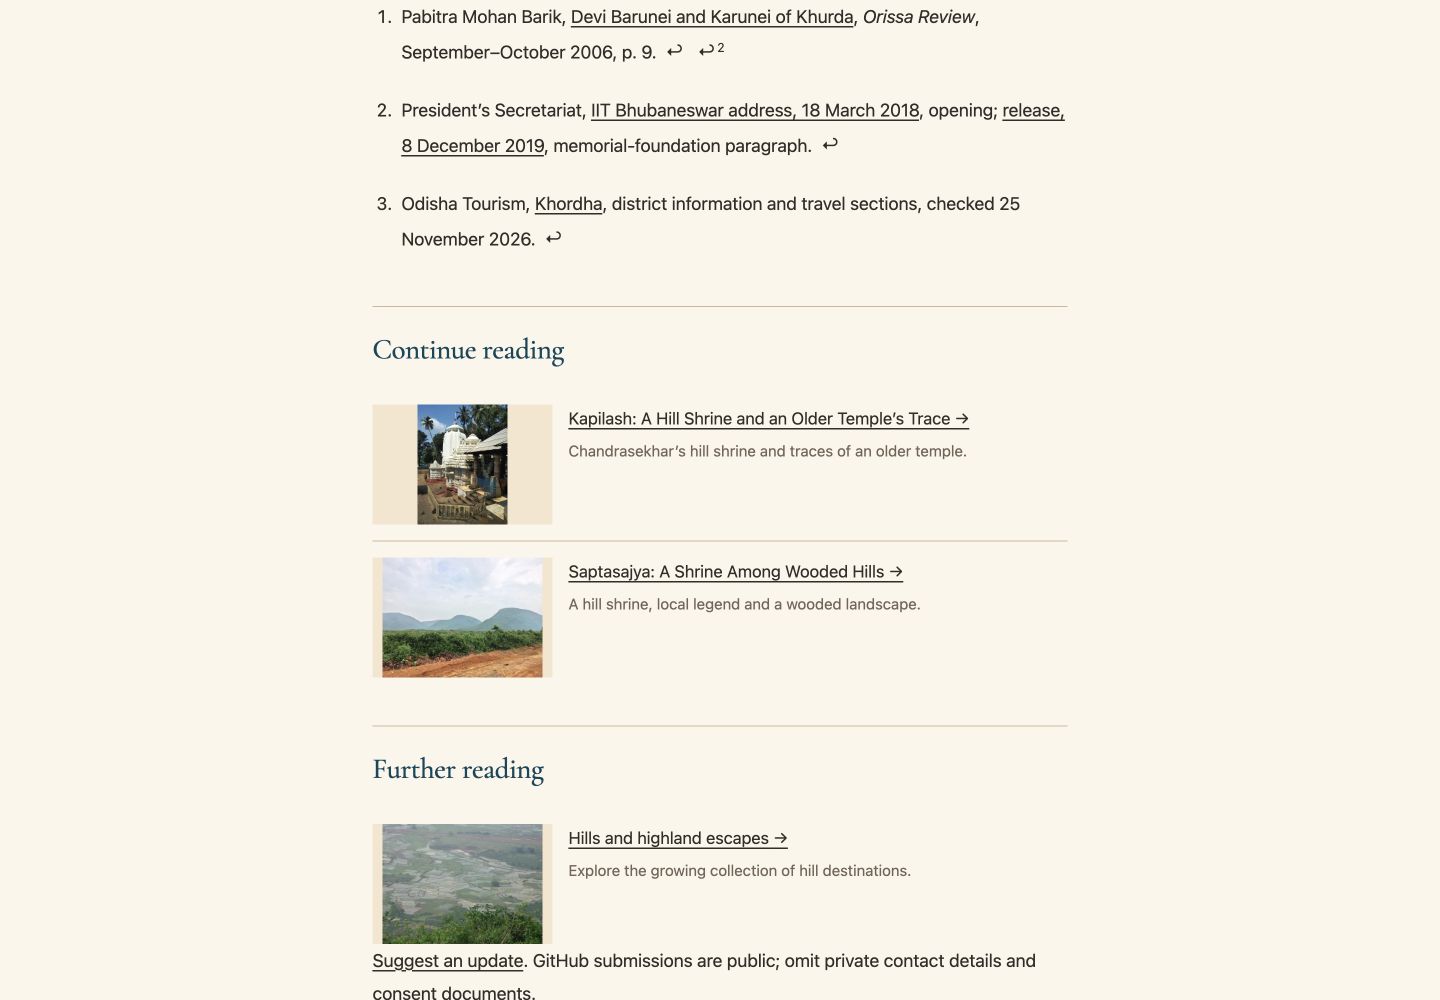 1. Pabitra Mohan Barik, Devi Barunei and Karunei of Khurda, Orissa Review,
September–October 2006, p. 9. ↩ ↩2
2. President’s Secretariat, IIT Bhubaneswar address, 18 March 2018, opening; release,
8 December 2019, memorial-foundation paragraph. ↩
3. Odisha Tourism, Khordha, district information and travel sections, checked 25
November 2026. ↩
Continue reading
Kapilash: A Hill Shrine and an Older Temple’s Trace →
Chandrasekhar’s hill shrine and traces of an older temple.
Saptasajya: A Shrine Among Wooded Hills →
A hill shrine, local legend and a wooded landscape.
Further reading
Hills and highland escapes →
Explore the growing collection of hill destinations.
Suggest an update. GitHub submissions are public; omit private contact details and
consent documents.